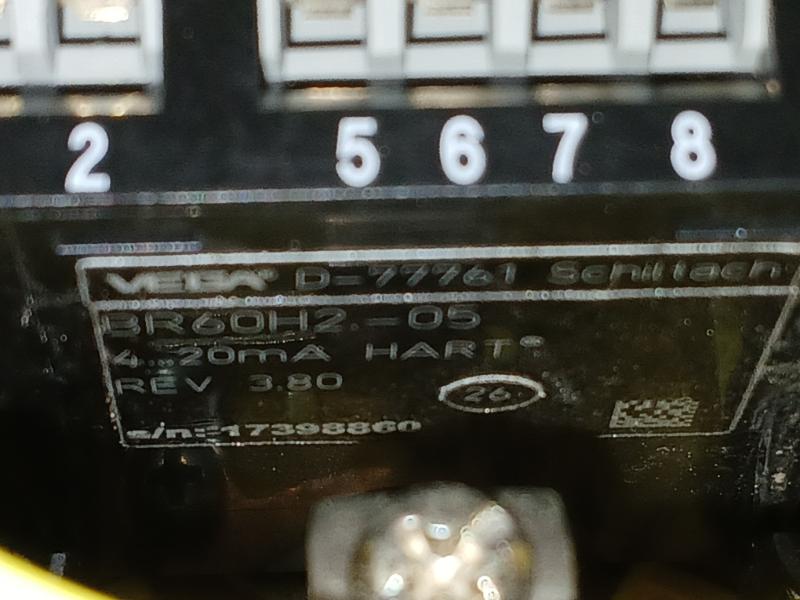 2 5 6 7 8
VEGA® D-77761 Schiltach
BR60H2.-05
4...20mA HART®
REV 3.80
26
s/n: 17398860